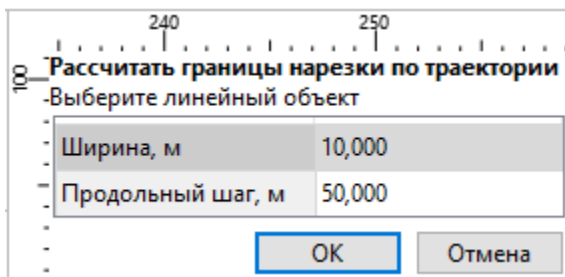 240 250
100
Рассчитать границы нарезки по траектории
Выберите линейный объект
Ширина, м 10,000
Продольный шаг, м 50,000
OK Отмена